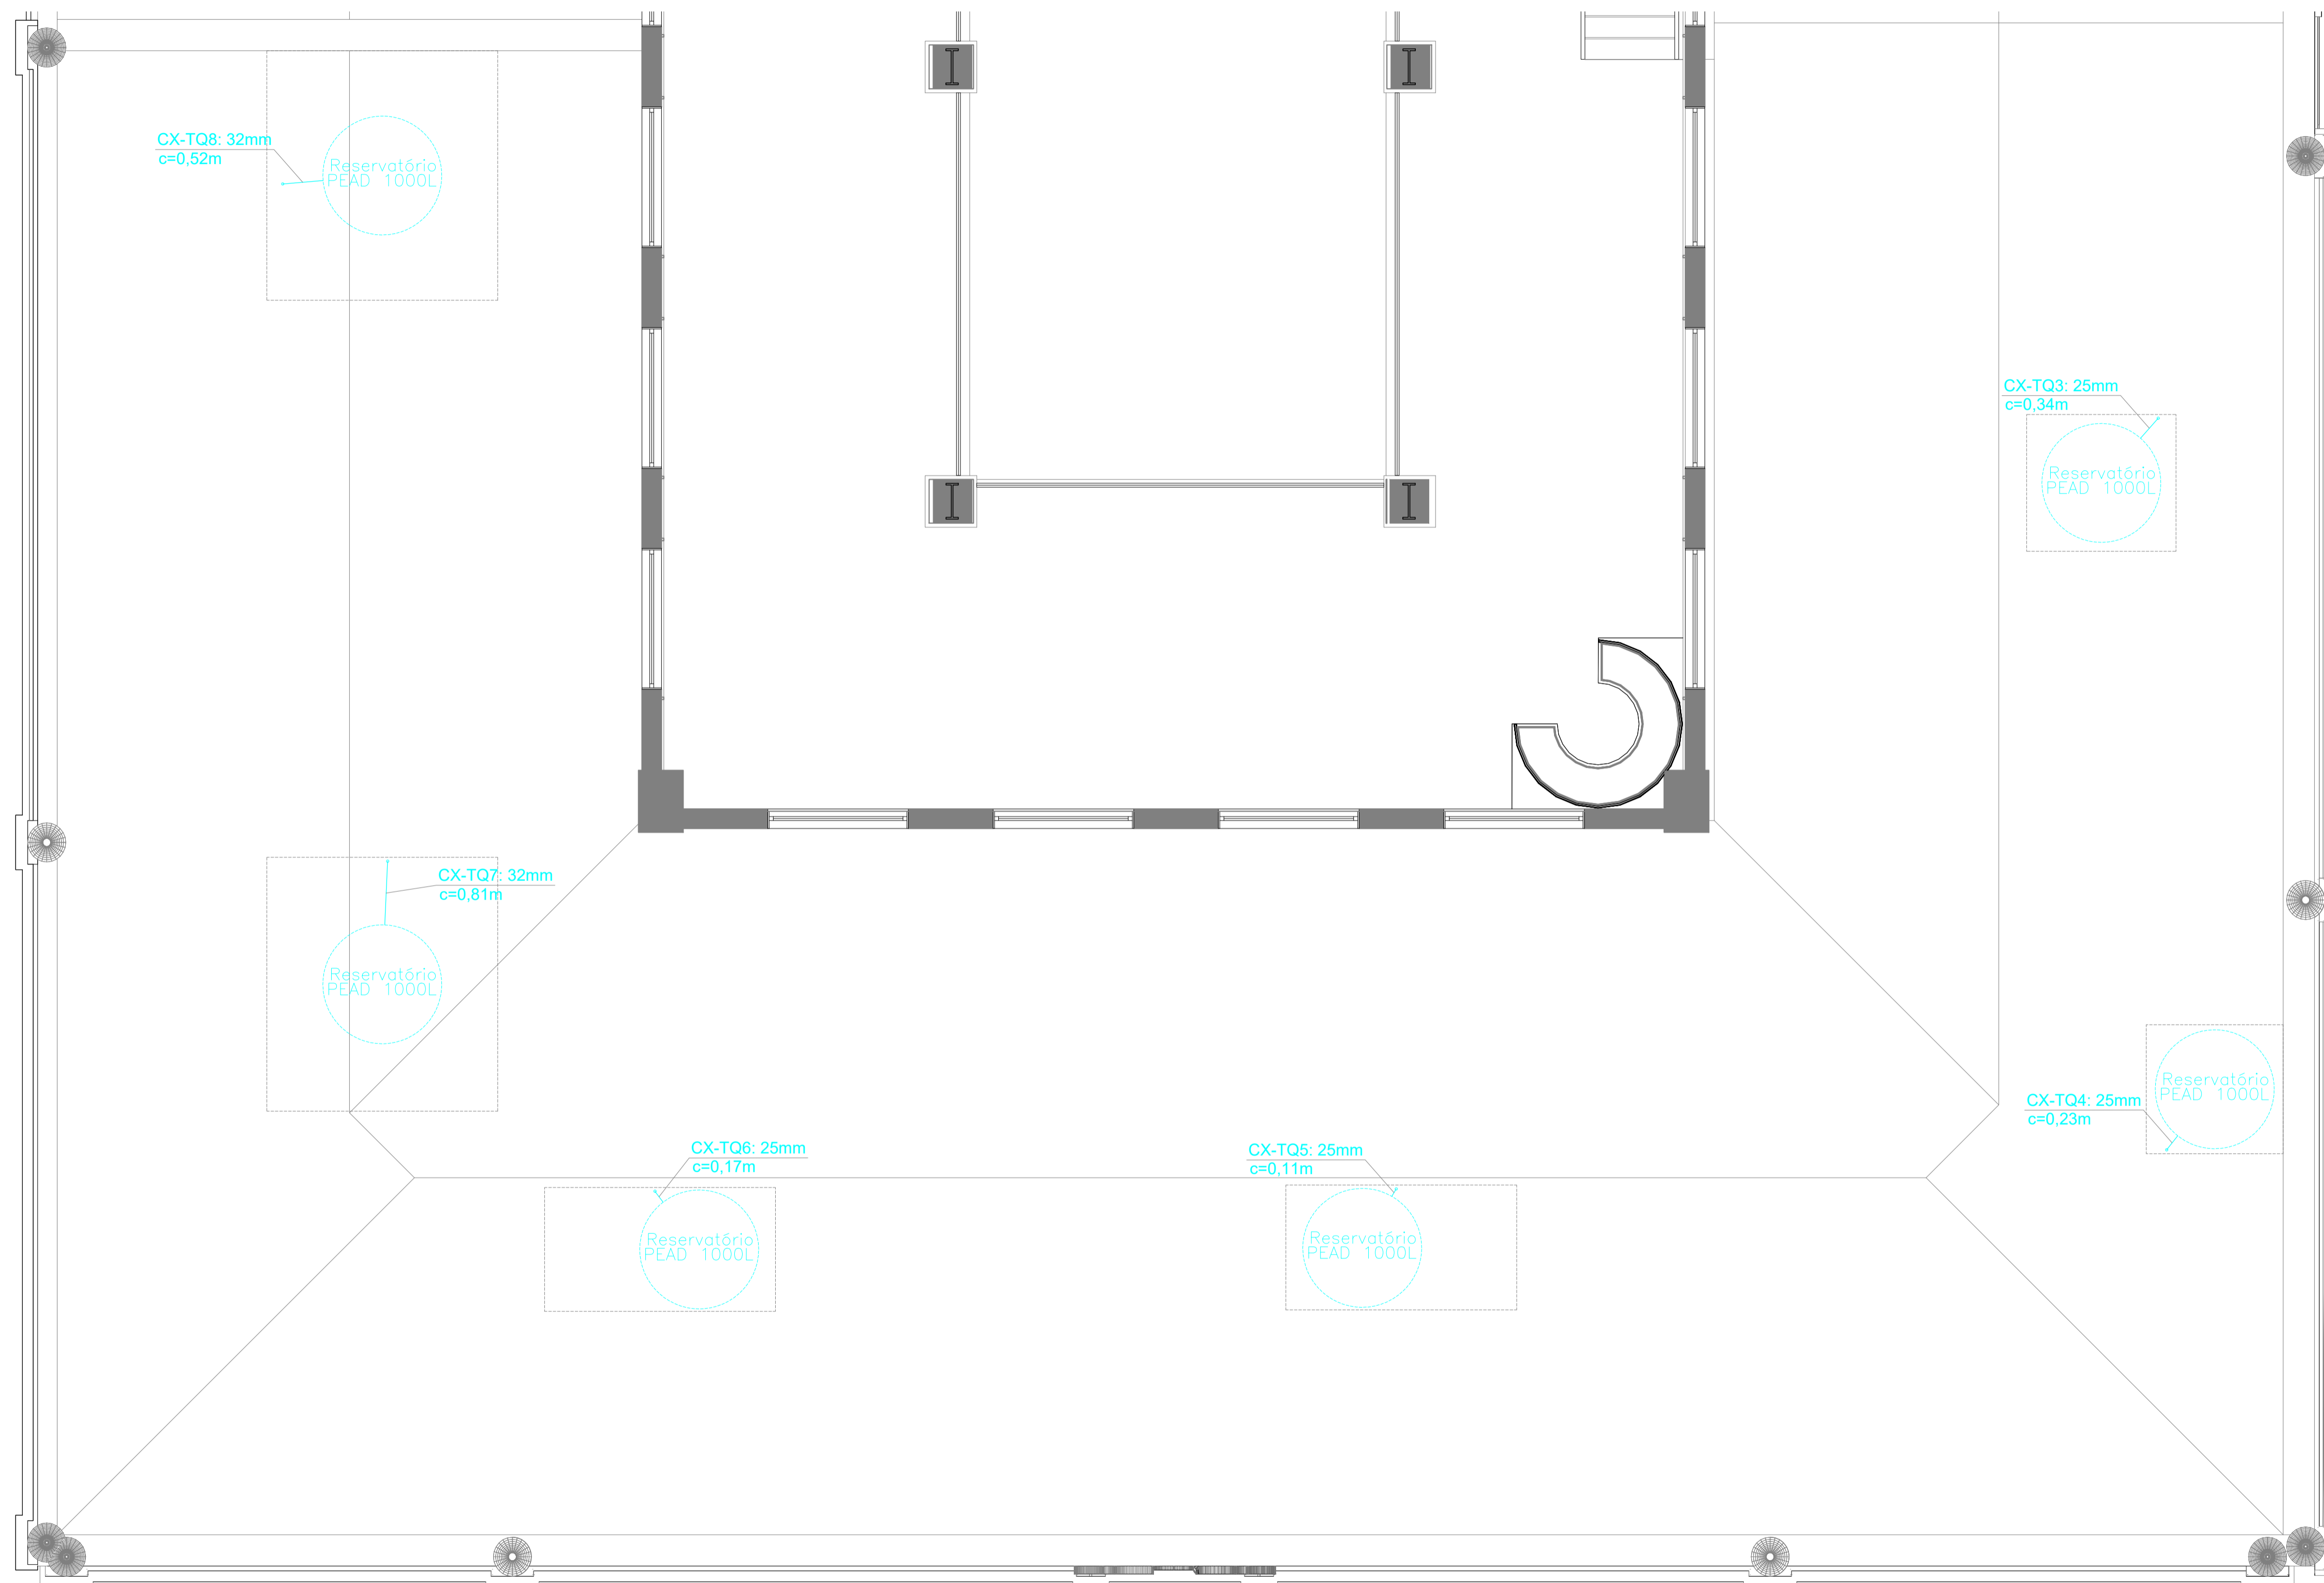 CX-TQ8: 32mm
c=0,52m
Reservatório
PEAD 1000L
CX-TQ3: 25mm
c=0,34m
Reservatório
PEAD 1000L
CX-TQ7: 32mm
c=0,81m
Reservatório
PEAD 1000L
Reservatório
PEAD 1000L
CX-TQ4: 25mm
c=0,23m
CX-TQ6: 25mm
c=0,17m
Reservatório
PEAD 1000L
CX-TQ5: 25mm
c=0,11m
Reservatório
PEAD 1000L